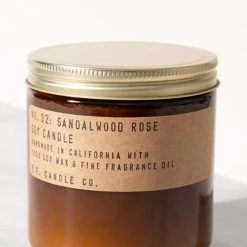 NO. 32: SANDALWOOD ROSE
SOY CANDLE
HANDMADE IN CALIFORNIA WITH
100% SOY WAX & FINE FRAGRANCE OIL
P.F. CANDLE CO.